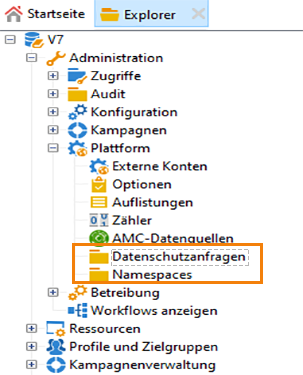 Startseite
Explorer
V7
Administration
Zugriffe
Audit
Konfiguration
Kampagnen
Plattform
Externe Konten
Optionen
Auflistungen
Zähler
AMC-Datenquellen
Datenschutzanfragen
Namespaces
Betreibung
Workflows anzeigen
Ressourcen
Profile und Zielgruppen
Kampagnenverwaltung